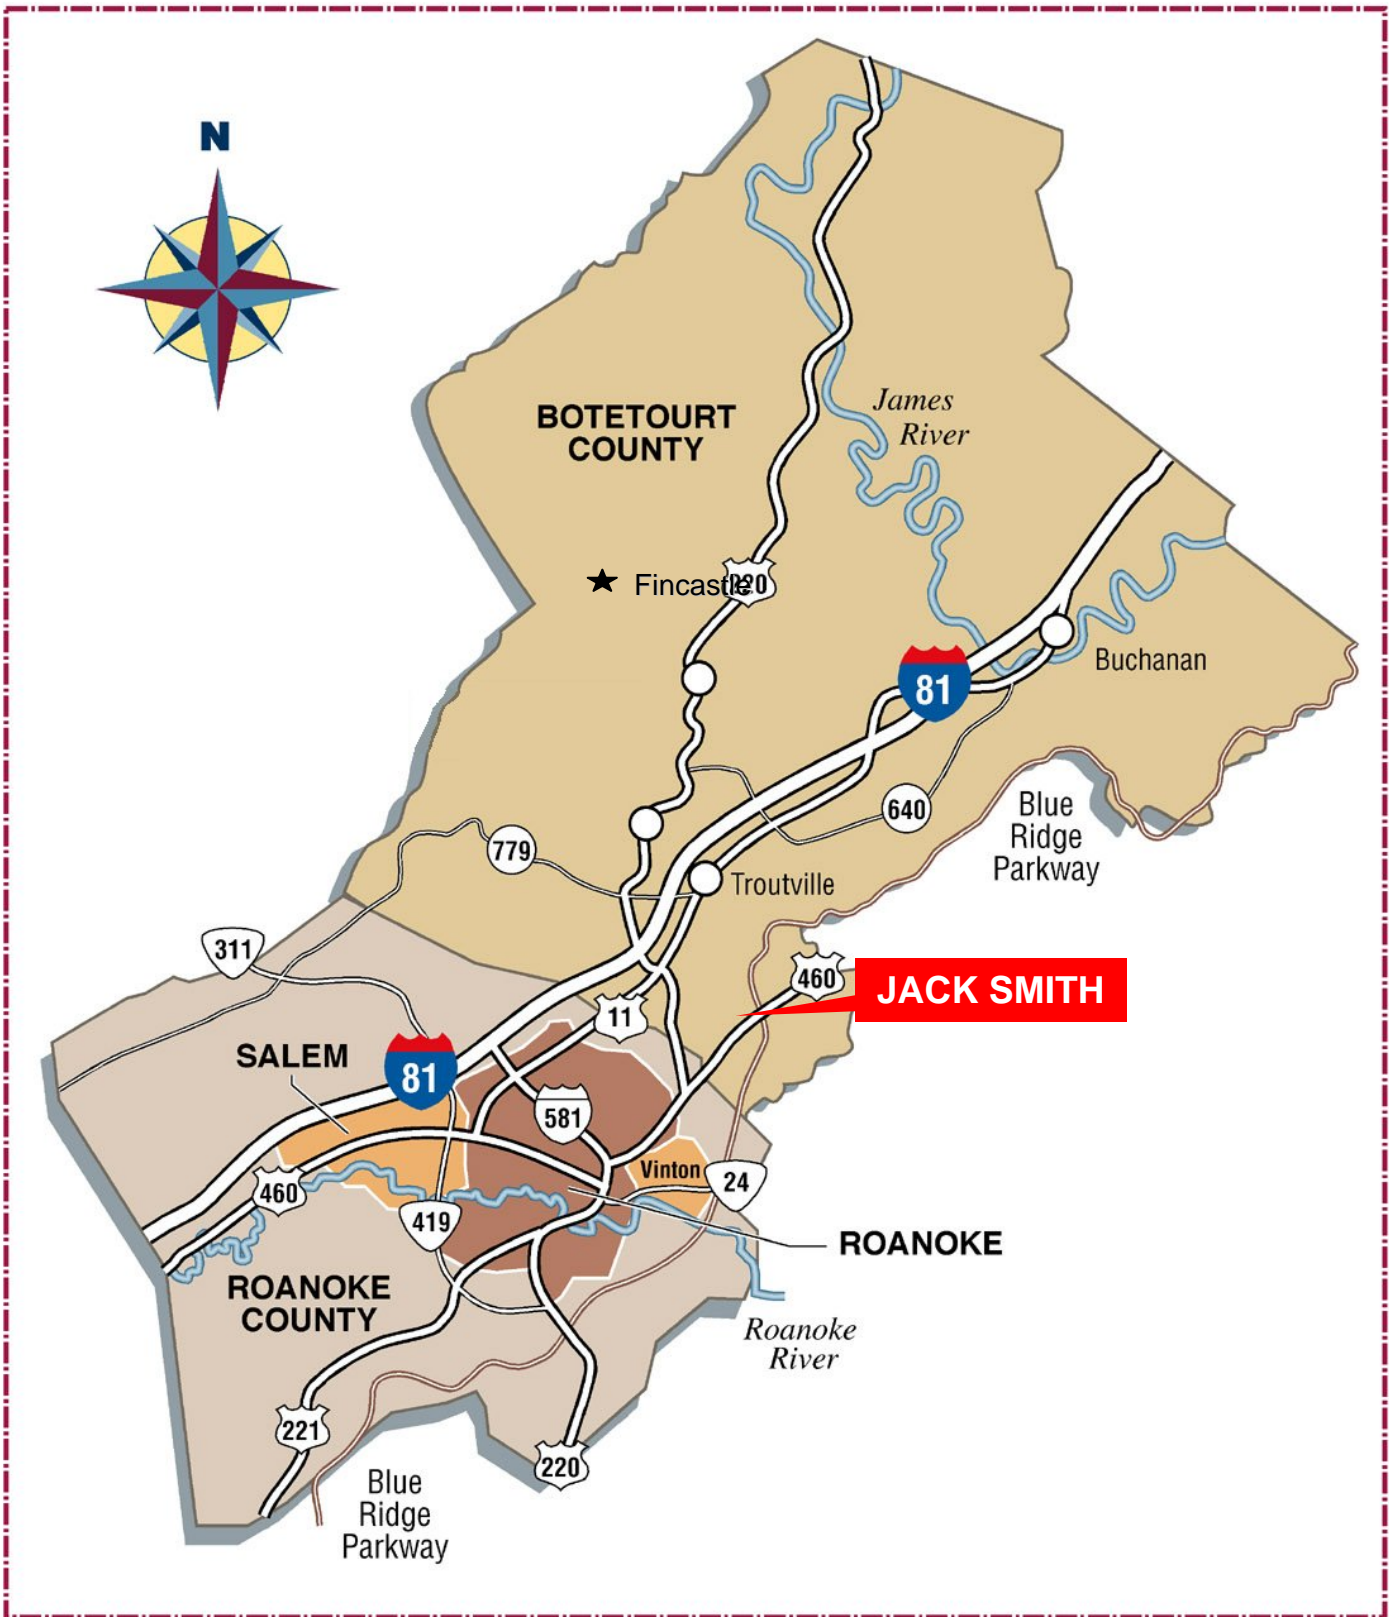 N
BOTETOURT
COUNTY
James
River
Fincastle
220
81
Buchanan
640
Blue
Ridge
Parkway
779
Troutville
311
460
JACK SMITH
11
SALEM
81
581
Vinton
24
460
419
ROANOKE
ROANOKE
COUNTY
Roanoke
River
221
220
Blue
Ridge
Parkway